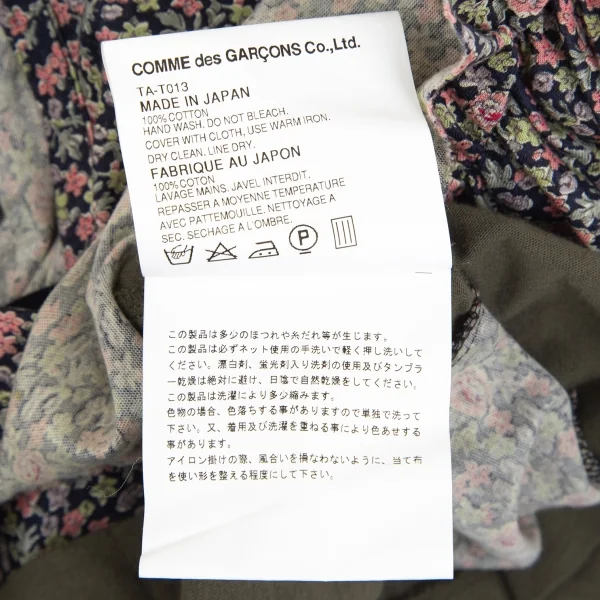 COMME des GARÇONS Co.,Ltd.
TA-T013
MADE IN JAPAN
100% COTTON
HAND WASH. DO NOT BLEACH.
COVER WITH CLOTH, USE WARM IRON.
DRY CLEAN. LINE DRY.
FABRIQUE AU JAPON
100% COTON
LAVAGE MAINS. JAVEL INTERDIT.
REPASSER A MOYENNE TEMPERATURE
AVEC PATTEMOUILLE. NETTOYAGE A
SEC. SECHAGE A L'OMBRE.
P
この製品は多少のほつれや糸だれ等が生じます。
この製品は必ずネット使用の手洗いで軽く押し洗いして
ください。漂白剤、蛍光剤入り洗剤の使用及びタンブラ
ー乾燥は絶対に避け、日陰で自然乾燥をしてください。
この製品は洗濯により多少縮みます。
色物の場合、色落ちする事がありますので単独で洗って
下さい。又、着用及び洗濯を重ねる事により色あせする
事があります。
アイロン掛けの際、風合いを損なわないように、当て布
を使い形を整える程度にして下さい。